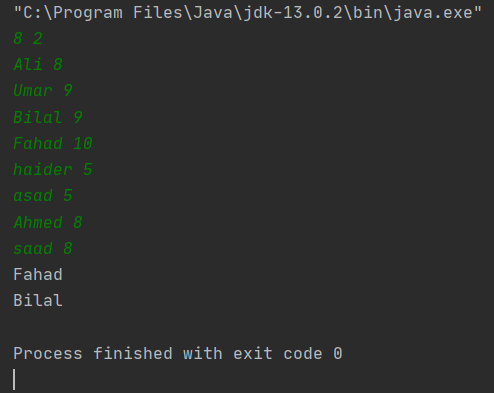 "C:\Program Files\Java\jdk-13.0.2\bin\java.exe"
8 2
Ali 8
Umar 9
Bilal 9
Fahad 10
haider 5
asad 5
Ahmed 8
saad 8
Fahad
Bilal
Process finished with exit code 0